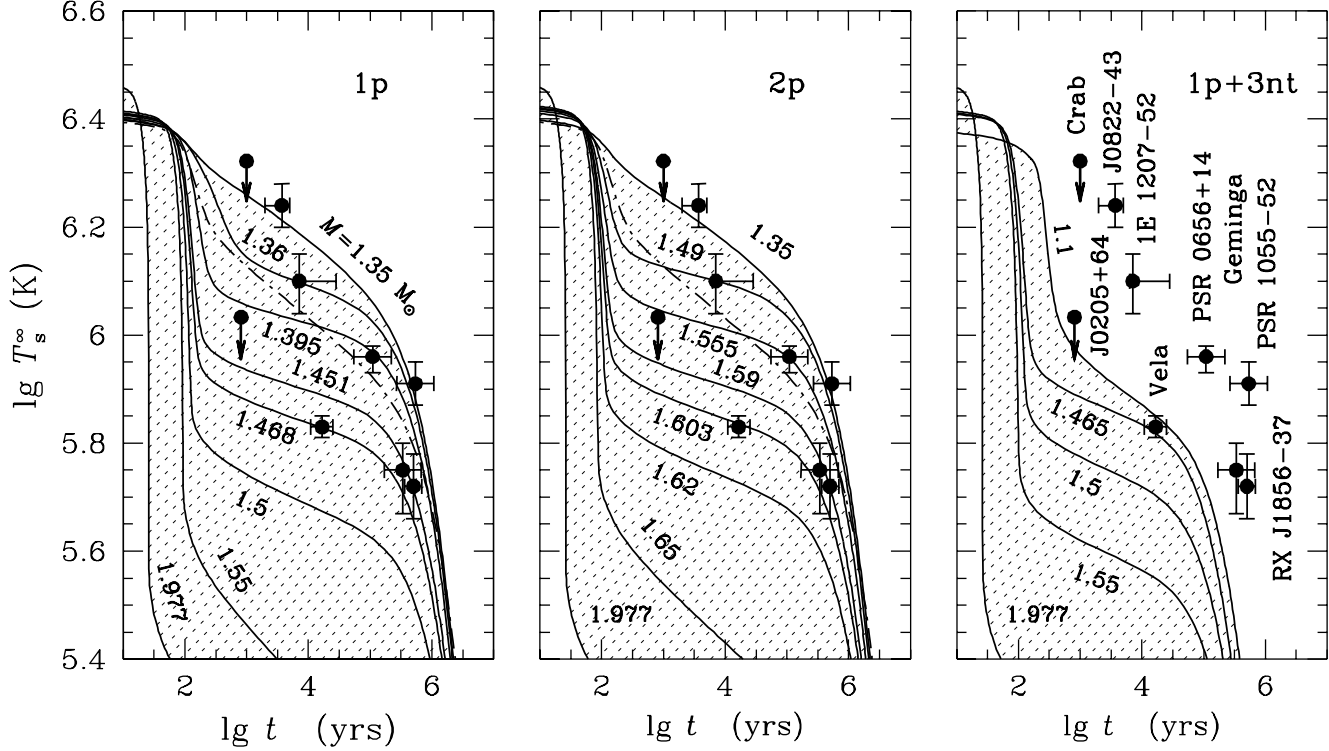 6.6
6.4
6.2
6
5.8
5.6
5.4
lg T∞s (K)
1p
M=1.35 M⊙
1.36
1.395
1.451
1.468
1.5
1.55
1.977
2 4 6
lg t (yrs)
2p
1.35
1.49
1.565
1.59
1.603
1.62
1.65
1.977
2 4 6
lg t (yrs)
1p+3nt
Crab
J0822-43
1E 1207-52
J0205+64
PSR 0656+14
Geminga
PSR 1055-52
Vela
RX J1856-37
1.1
1.465
1.5
1.55
1.977
2 4 6
lg t (yrs)